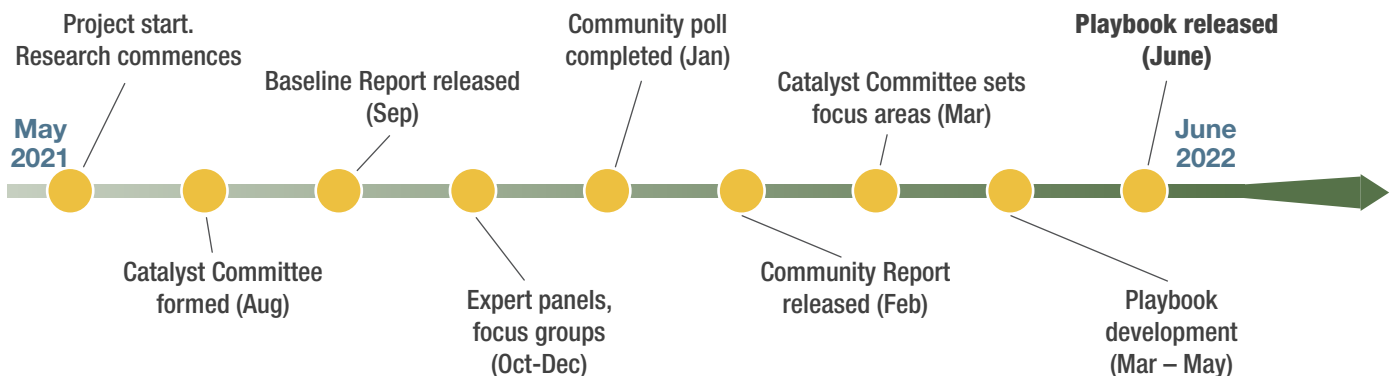 Project start.
Research commences
Baseline Report released
(Sep)
Community poll
completed (Jan)
Catalyst Committee sets
focus areas (Mar)
Playbook released
(June)
May
2021
June
2022
Catalyst Committee
formed (Aug)
Expert panels,
focus groups
(Oct-Dec)
Community Report
released (Feb)
Playbook
development
(Mar – May)